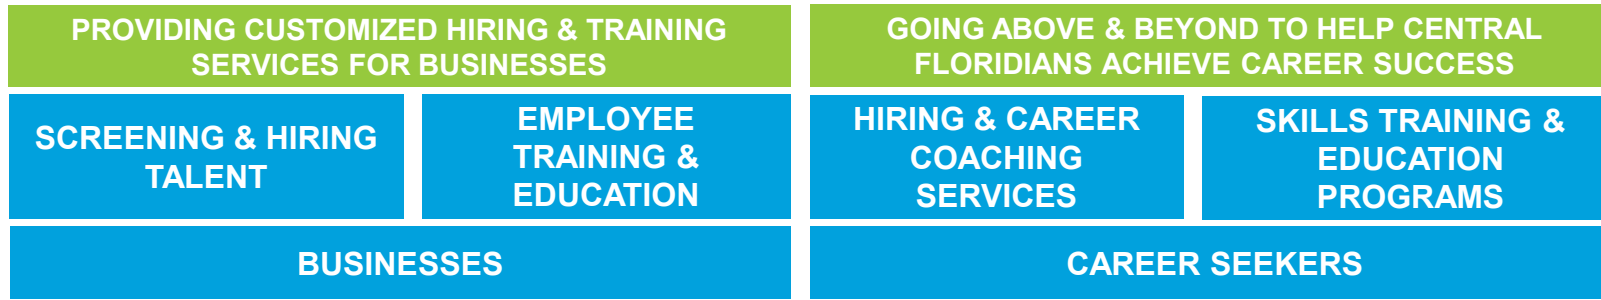 PROVIDING CUSTOMIZED HIRING & TRAINING
SERVICES FOR BUSINESSES
SCREENING & HIRING
TALENT
EMPLOYEE
TRAINING &
EDUCATION
BUSINESSES
GOING ABOVE & BEYOND TO HELP CENTRAL
FLORIDIANS ACHIEVE CAREER SUCCESS
HIRING & CAREER
COACHING
SERVICES
SKILLS TRAINING &
EDUCATION
PROGRAMS
CAREER SEEKERS